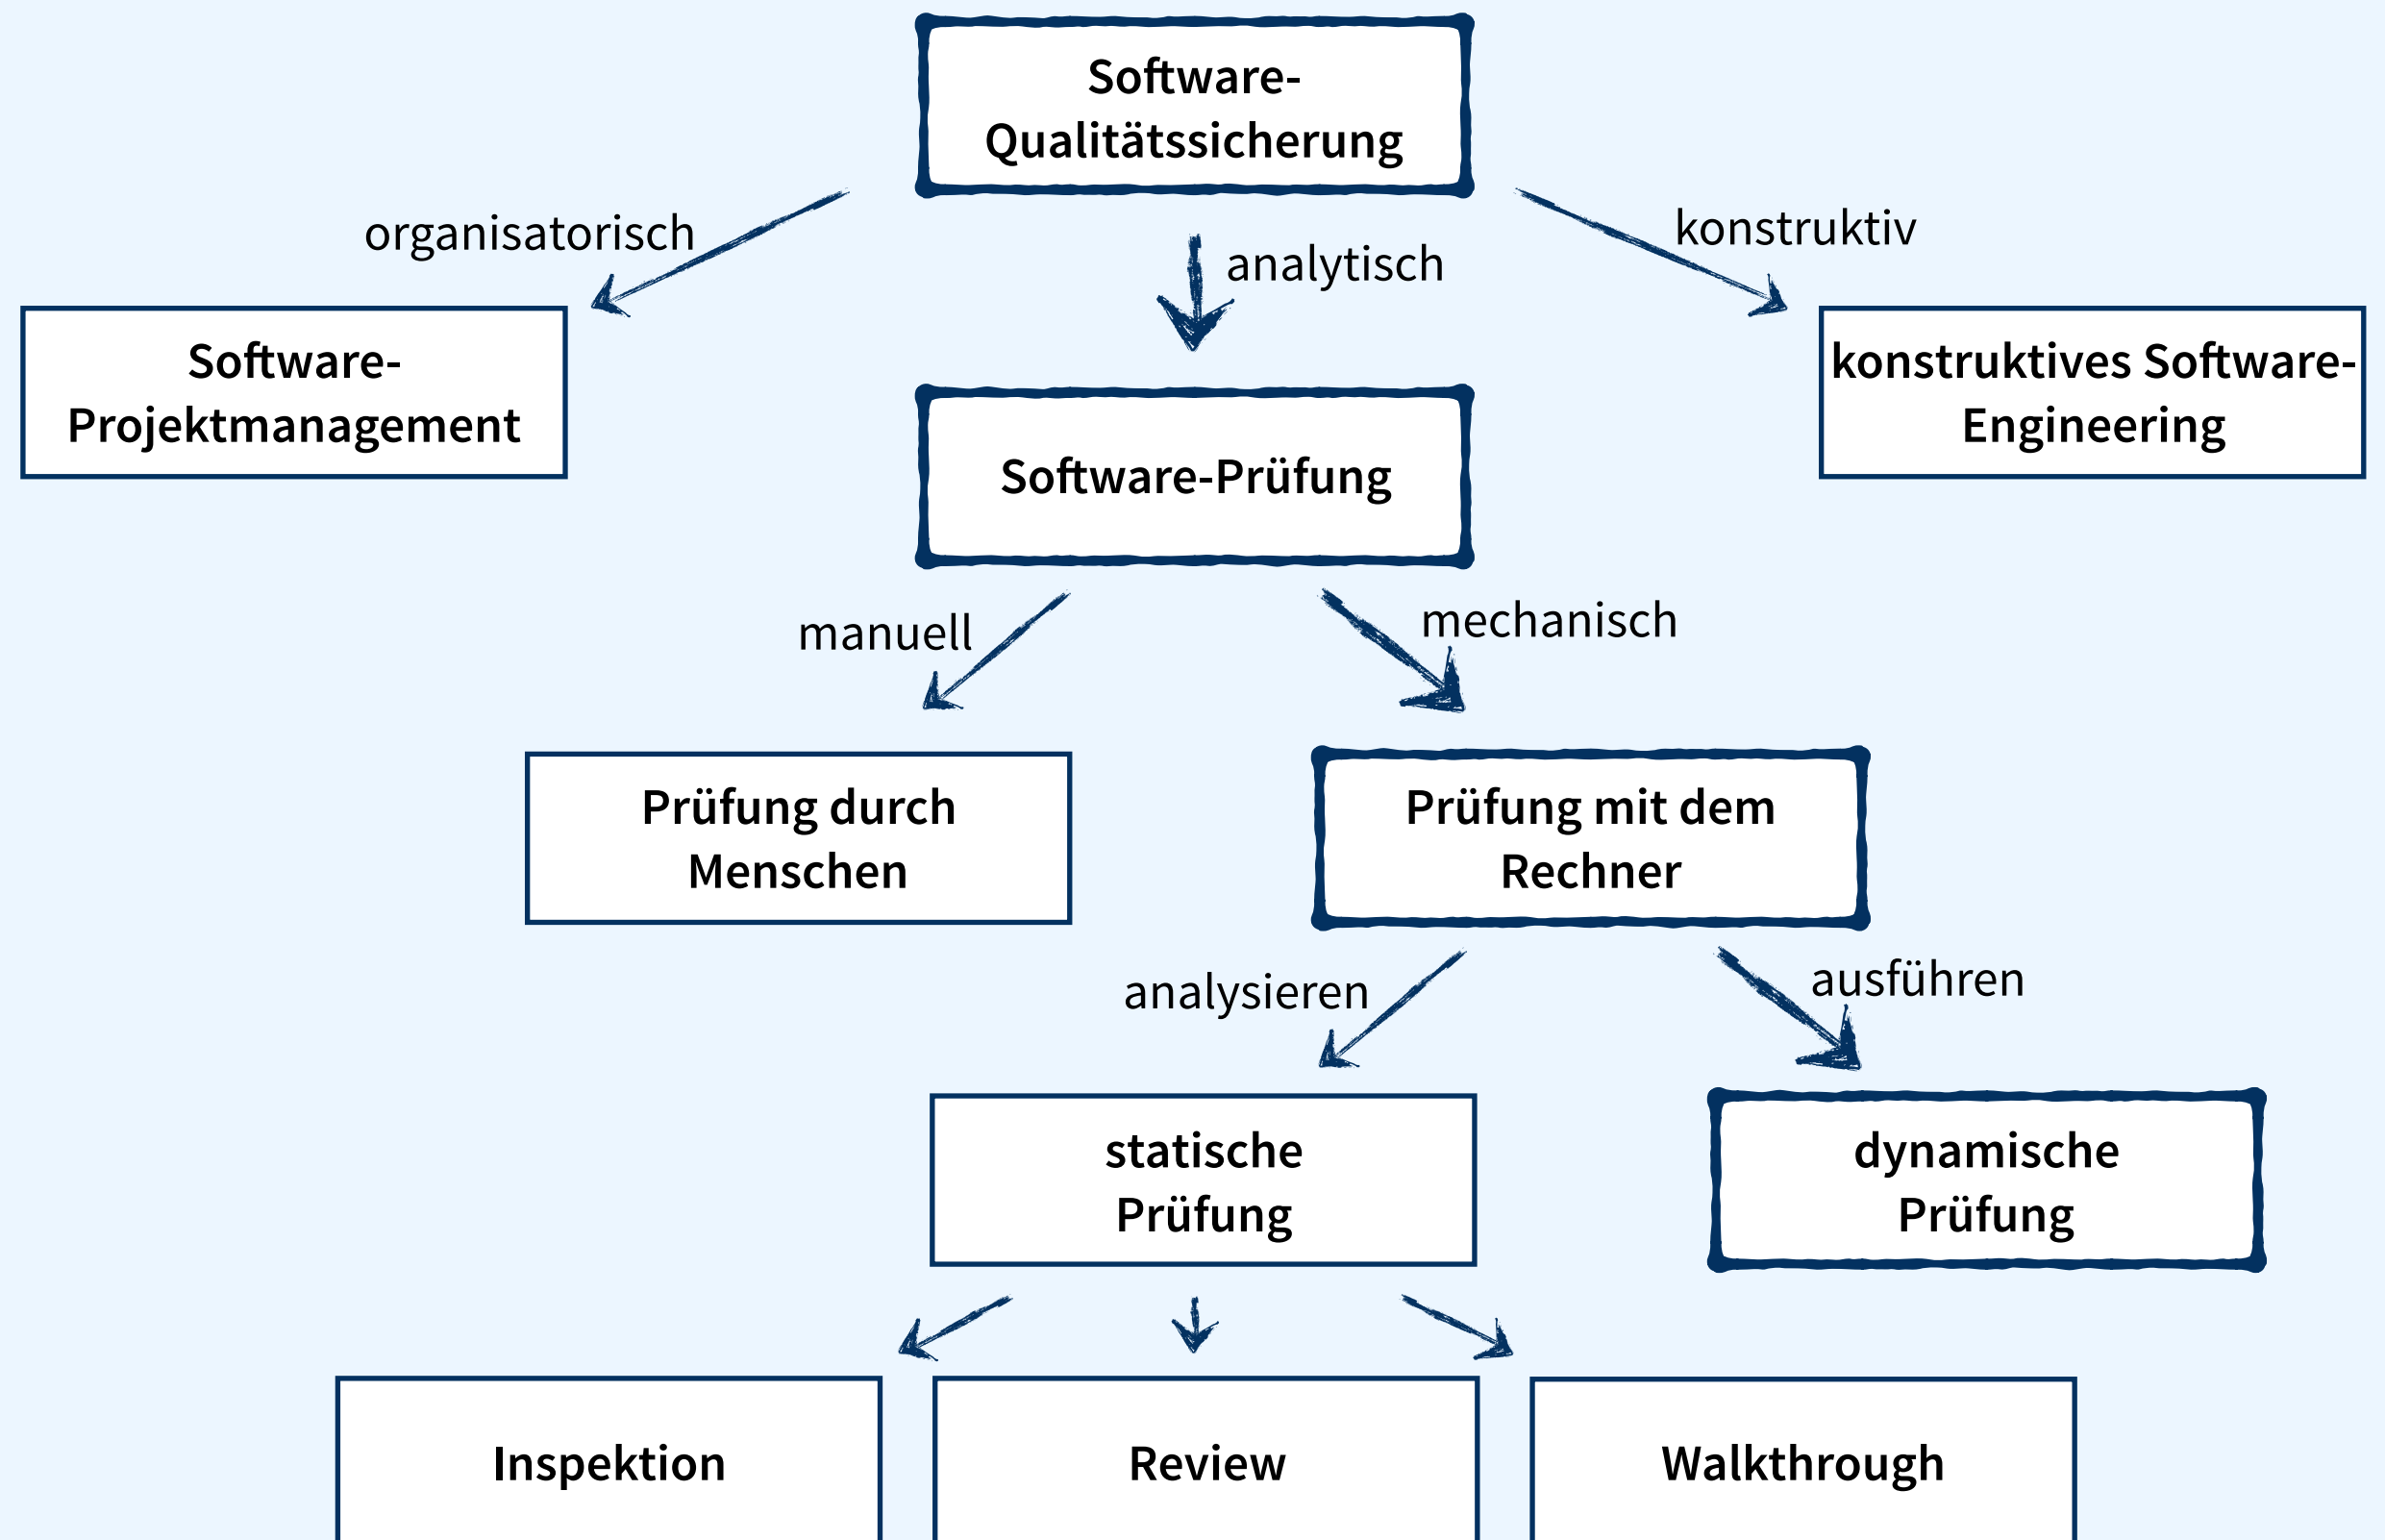 Software-
Qualitätssicherung
organisatorisch
analytisch
konstruktiv
Software-
Projektmanagement
konstruktives Software-
Engineering
Software-Prüfung
manuell
mechanisch
Prüfung durch
Menschen
Prüfung mit dem
Rechner
analysieren
ausführen
statische
Prüfung
dynamische
Prüfung
Inspektion
Review
Walkthrough